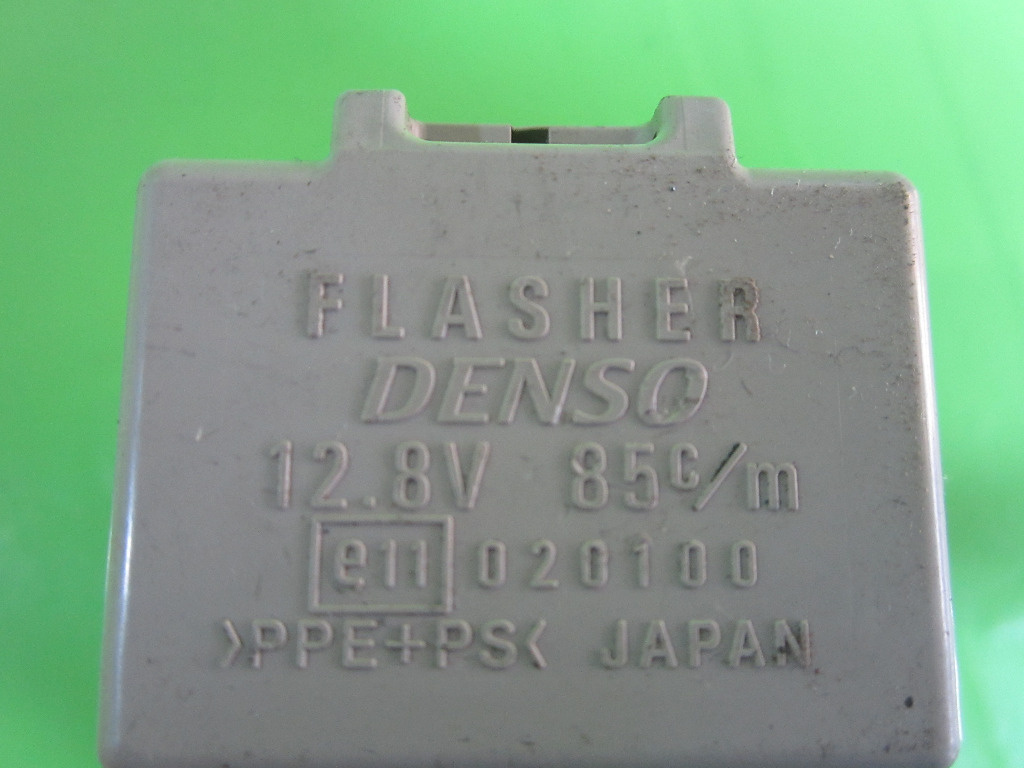 FLASHER
DENSO
12.8V 85c/m
e11 020100
>PPE+PS< JAPAN